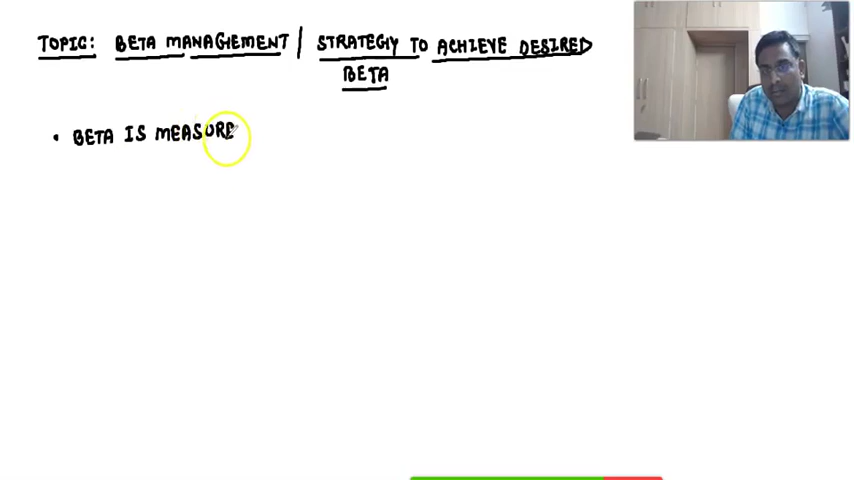 TOPIC: BETA MANAGEMENT / STRATEGY TO ACHIEVE DESIRED
BETA
• BETA IS MEASURE